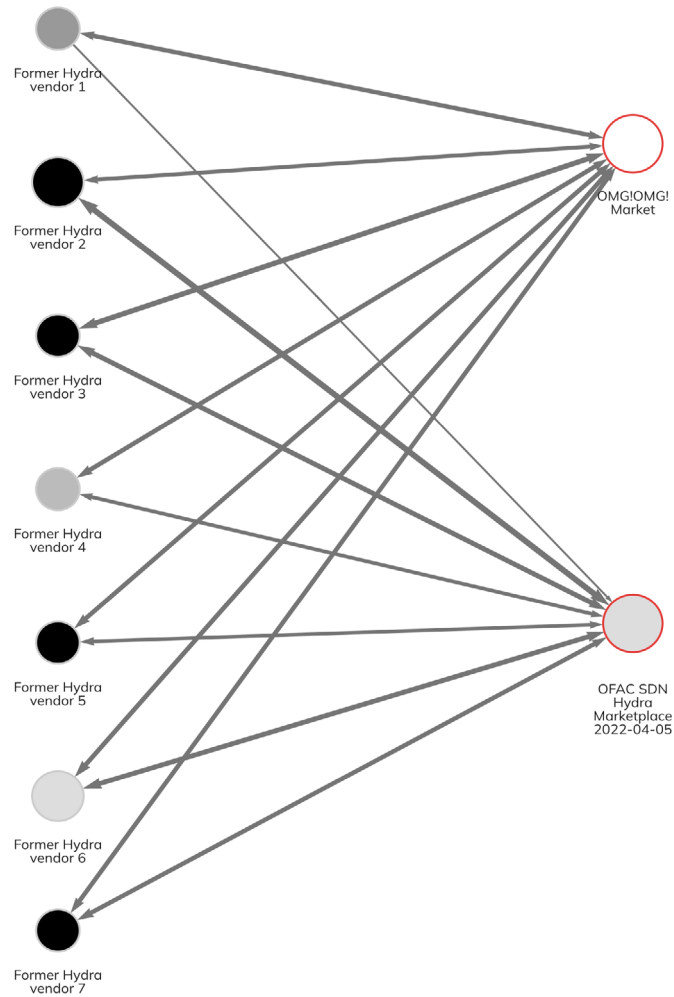 Former Hydra
vendor 1
OMG!OMG!
Market
Former Hydra
vendor 2
Former Hydra
vendor 3
Former Hydra
vendor 4
Former Hydra
vendor 5
OFAC SDN
Hydra
Marketplace
2022-04-05
Former Hydra
vendor 6
Former Hydra
vendor 7